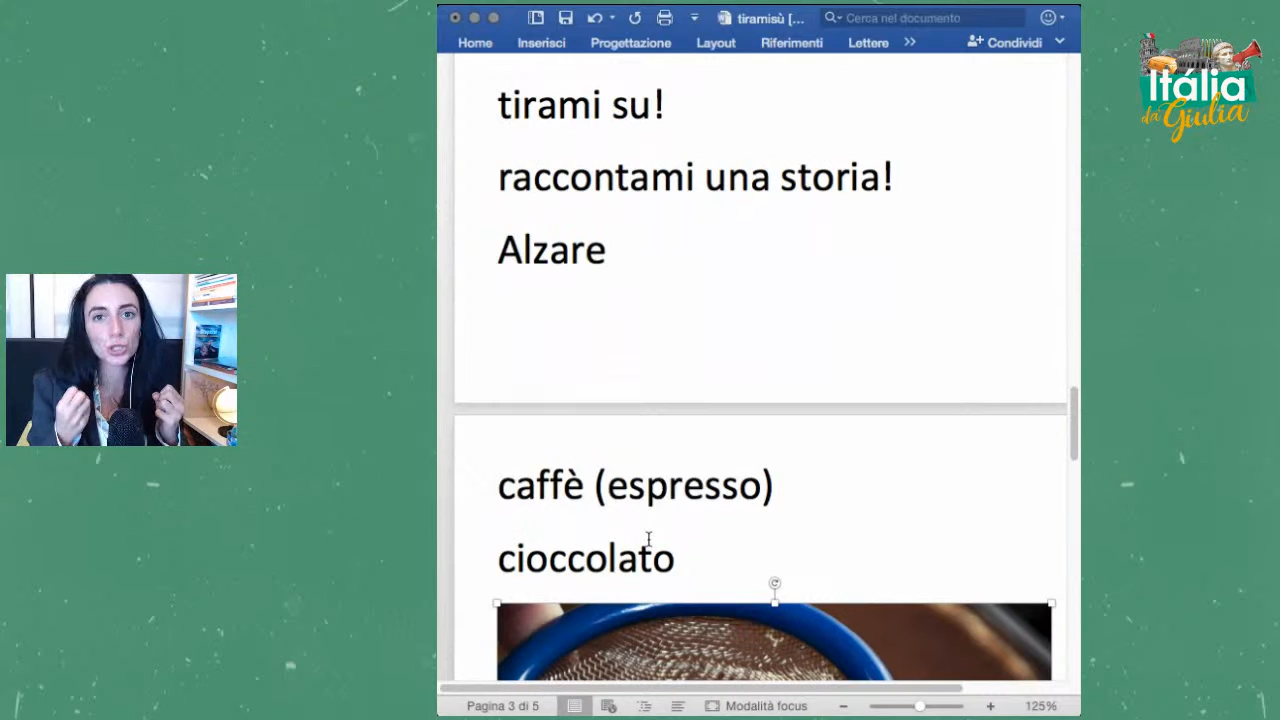 tiramisù [...
Cerca nel documento
Home Inserisci Progettazione Layout Riferimenti Lettere >> Condividi
tirami su!
raccontami una storia!
Alzare
caffè (espresso)
cioccolato
Pagina 3 di 5 Modalità focus 125%
Itália
da Giulia